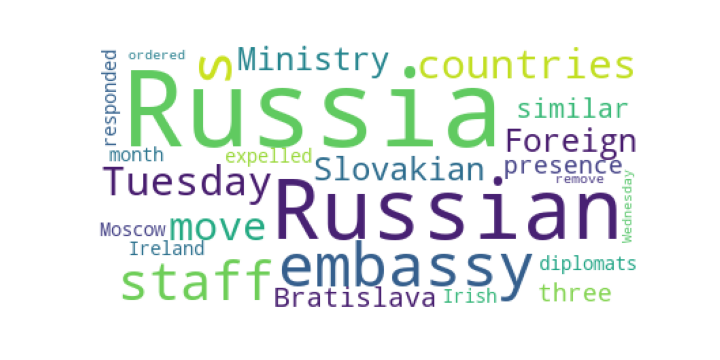 ordered
responded
s
Ministry
countries
Russia
similar
Foreign
month
expelled
Slovakian
presence
Tuesday
remove
Russian
Wednesday
Moscow
move
Ireland
embassy
staff
diplomats
Bratislava
Irish
three